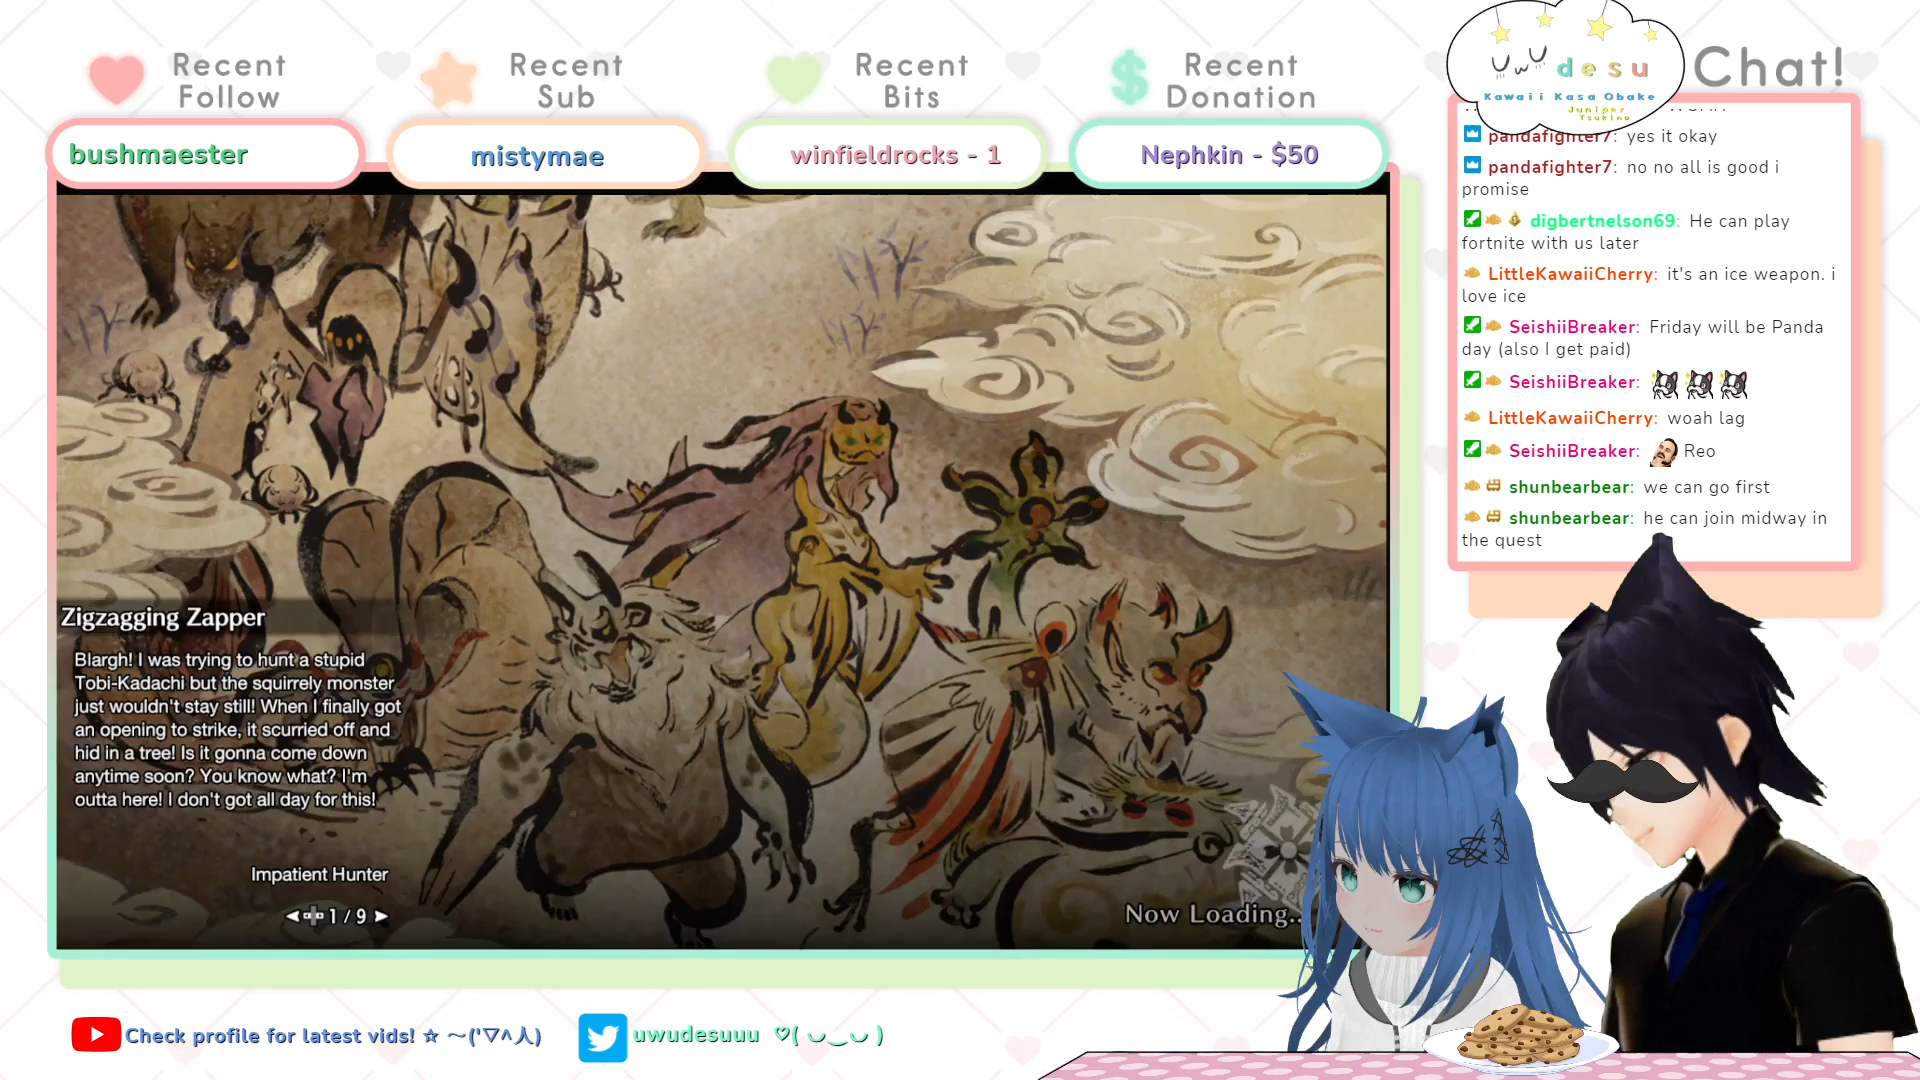 Recent
Follow
Recent
Sub
Recent
Bits
Recent
Donation
UwU desu
Kawaii Kasa Obake
Juniper
Tsukino
Chat!
bushmaester
mistymae
winfieldrocks - 1
Nephkin - $50
pandafighter7: yes it okay
pandafighter7: no no all is good i
promise
digbertnelson69: He can play
fortnite with us later
LittleKawaiiCherry: it's an ice weapon. i
love ice
SeishiiBreaker: Friday will be Panda
day (also I get paid)
SeishiiBreaker:
LittleKawaiiCherry: woah lag
SeishiiBreaker: Reo
shunbearbear: we can go first
shunbearbear: he can join midway in
the quest
Zigzagging Zapper
Blargh! I was trying to hunt a stupid
Tobi-Kadachi but the squirrely monster
just wouldn't stay still! When I finally got
an opening to strike, it scurried off and
hid in a tree! Is it gonna come down
anytime soon? You know what? I'm
outta here! I don't got all day for this!
Impatient Hunter
1 / 9
Now Loading..
Check profile for latest vids! ☆ ～('▽^人)
uwudesuuu ♡( ᴗ‿ᴗ )